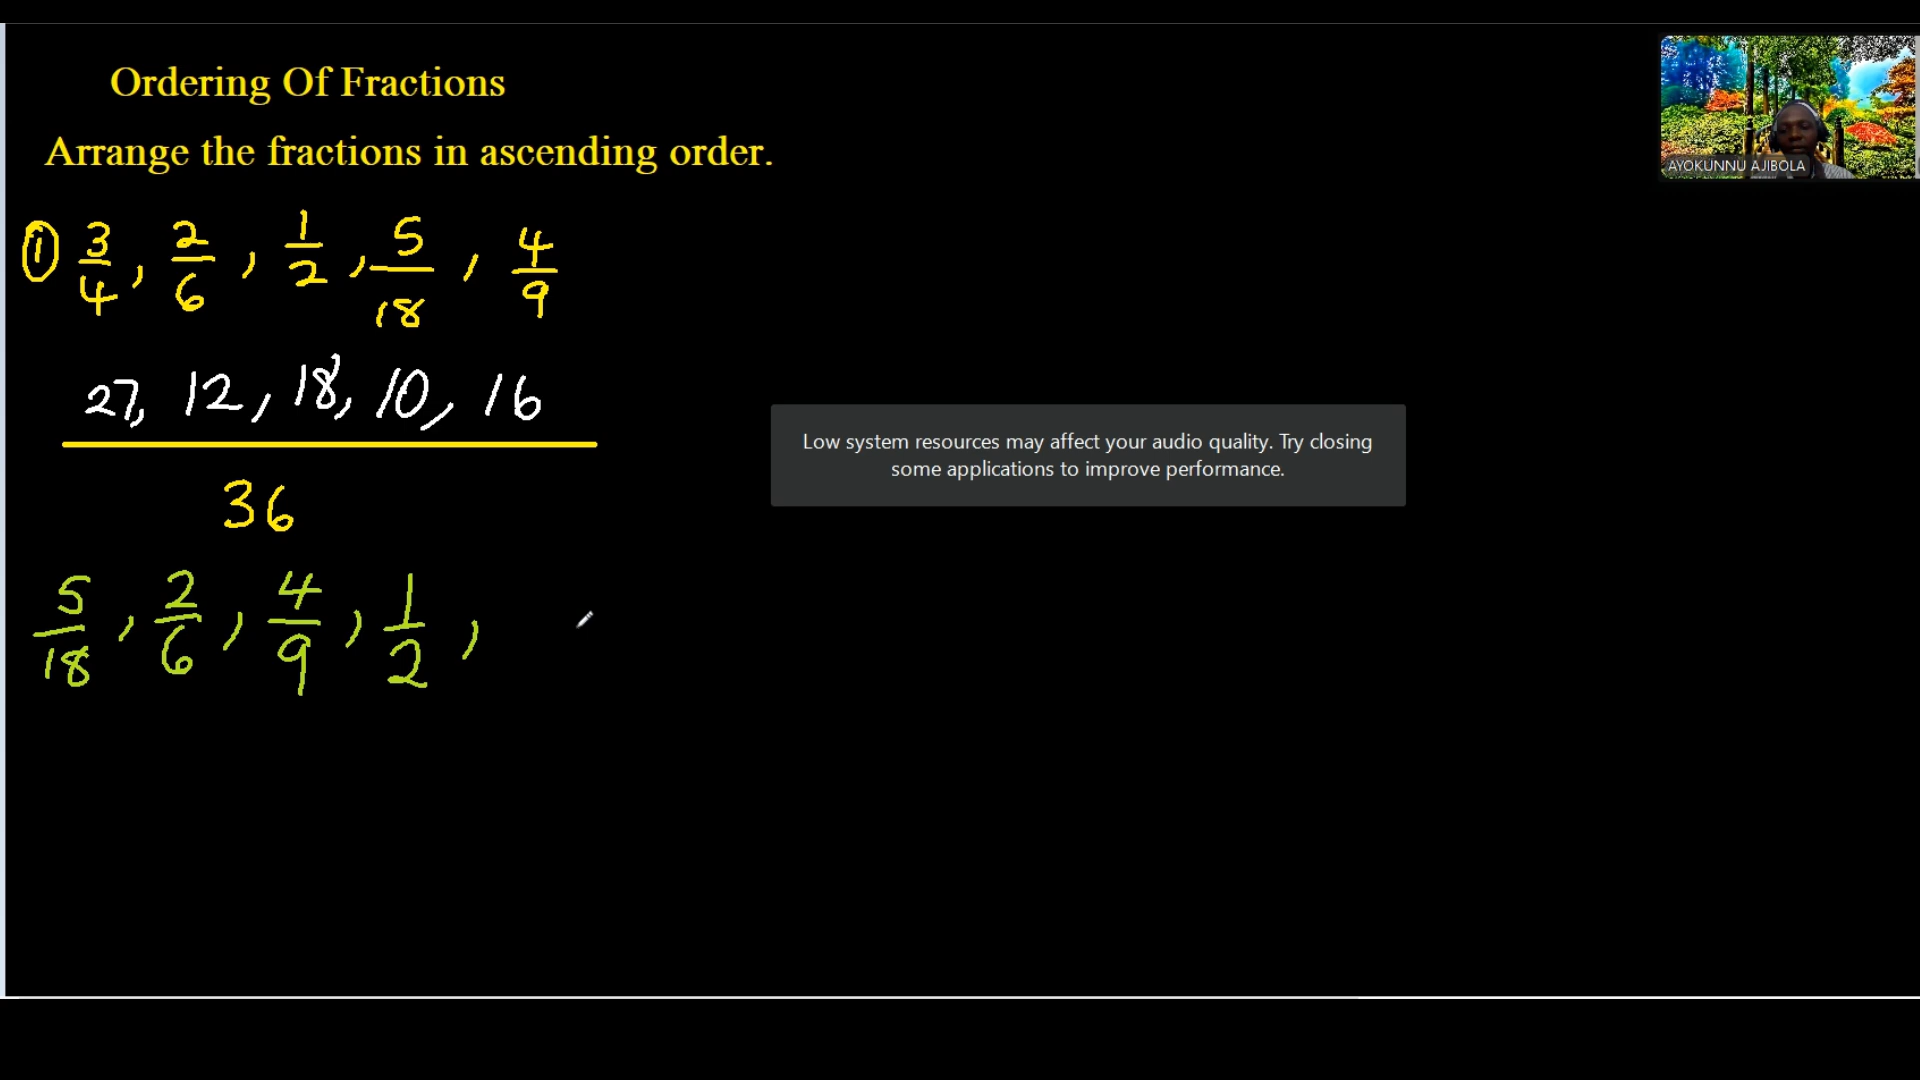 Ordering Of Fractions
Arrange the fractions in ascending order.
① 3/4, 2/6, 1/2, 5/18, 4/9
27, 12, 18, 10, 16
36
5/18, 2/6, 4/9, 1/2,
Low system resources may affect your audio quality. Try closing
some applications to improve performance.
AYOKUNNU AJIBOLA